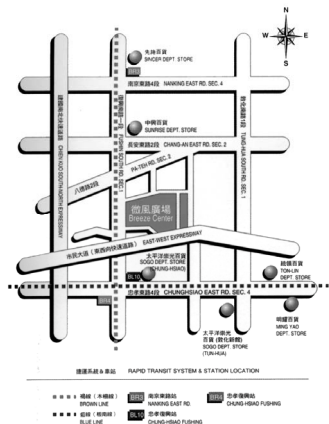 N
W
E
S
先施百貨
SINCER DEPT. STORE
BR3
南京東路4段 NANKING EAST RD. SEC. 4
中興百貨
SUNRISE DEPT. STORE
長安東路2段 CHANG-AN EAST RD. SEC. 2
八德路2段 PA-TEH RD. SEC. 2
建國南北快速道路 CHIEN KUO SOUTH-NORTH EXPRESSWAY
復興南路一段 FUSHIN SOUTH RD. SEC.1
敦化南路1段 TUNG HUA SOUTH RD. SEC. 1
微風廣場
Breeze Center
市民大道（東西向快速道路） EAST-WEST EXPRESSWAY
太平洋崇光百貨
SOGO DEPT. STORE
(CHUNG-HSIAO)
BL10
統領百貨
TON-LIN
DEPT STORE
BR4
忠孝東路4段 CHUNGHSIAO EAST RD. SEC. 4
明曜百貨
MING YAO
DEPT. STORE
太平洋崇光
百貨 (敦化新館)
SOGO DEPT. STORE
(TUN-HUA)
捷運系統&車站 RAPID TRANSIT SYSTEM & STATION LOCATION
棕線（木柵線）
BROWN LINE
BR3 南京東路站
NANKING EAST RD
BR4 忠孝復興站
CHUNG-HSIAO FUSHING
藍線（板南線）
BLUE LINE
BL10 忠孝復興站
CHUNG-HSIAO FUSHING